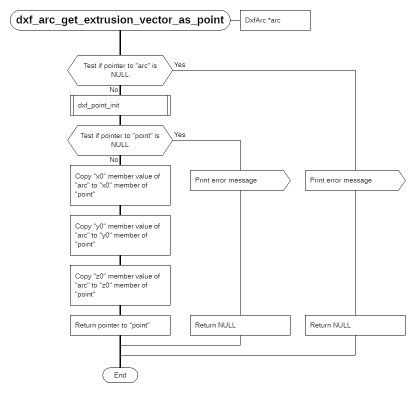 dxf_arc_get_extrusion_vector_as_point
DxfArc *arc
Test if pointer to "arc" is
NULL
Yes
No
dxf_point_init
Test if pointer to "point" is
NULL
Yes
No
Copy "x0" member value of
"arc" to "x0" member of
"point"
Print error message
Print error message
Copy "y0" member value of
"arc" to "y0" member of
"point"
Copy "z0" member value of
"arc" to "z0" member of
"point"
Return pointer to "point"
Return NULL
Return NULL
End